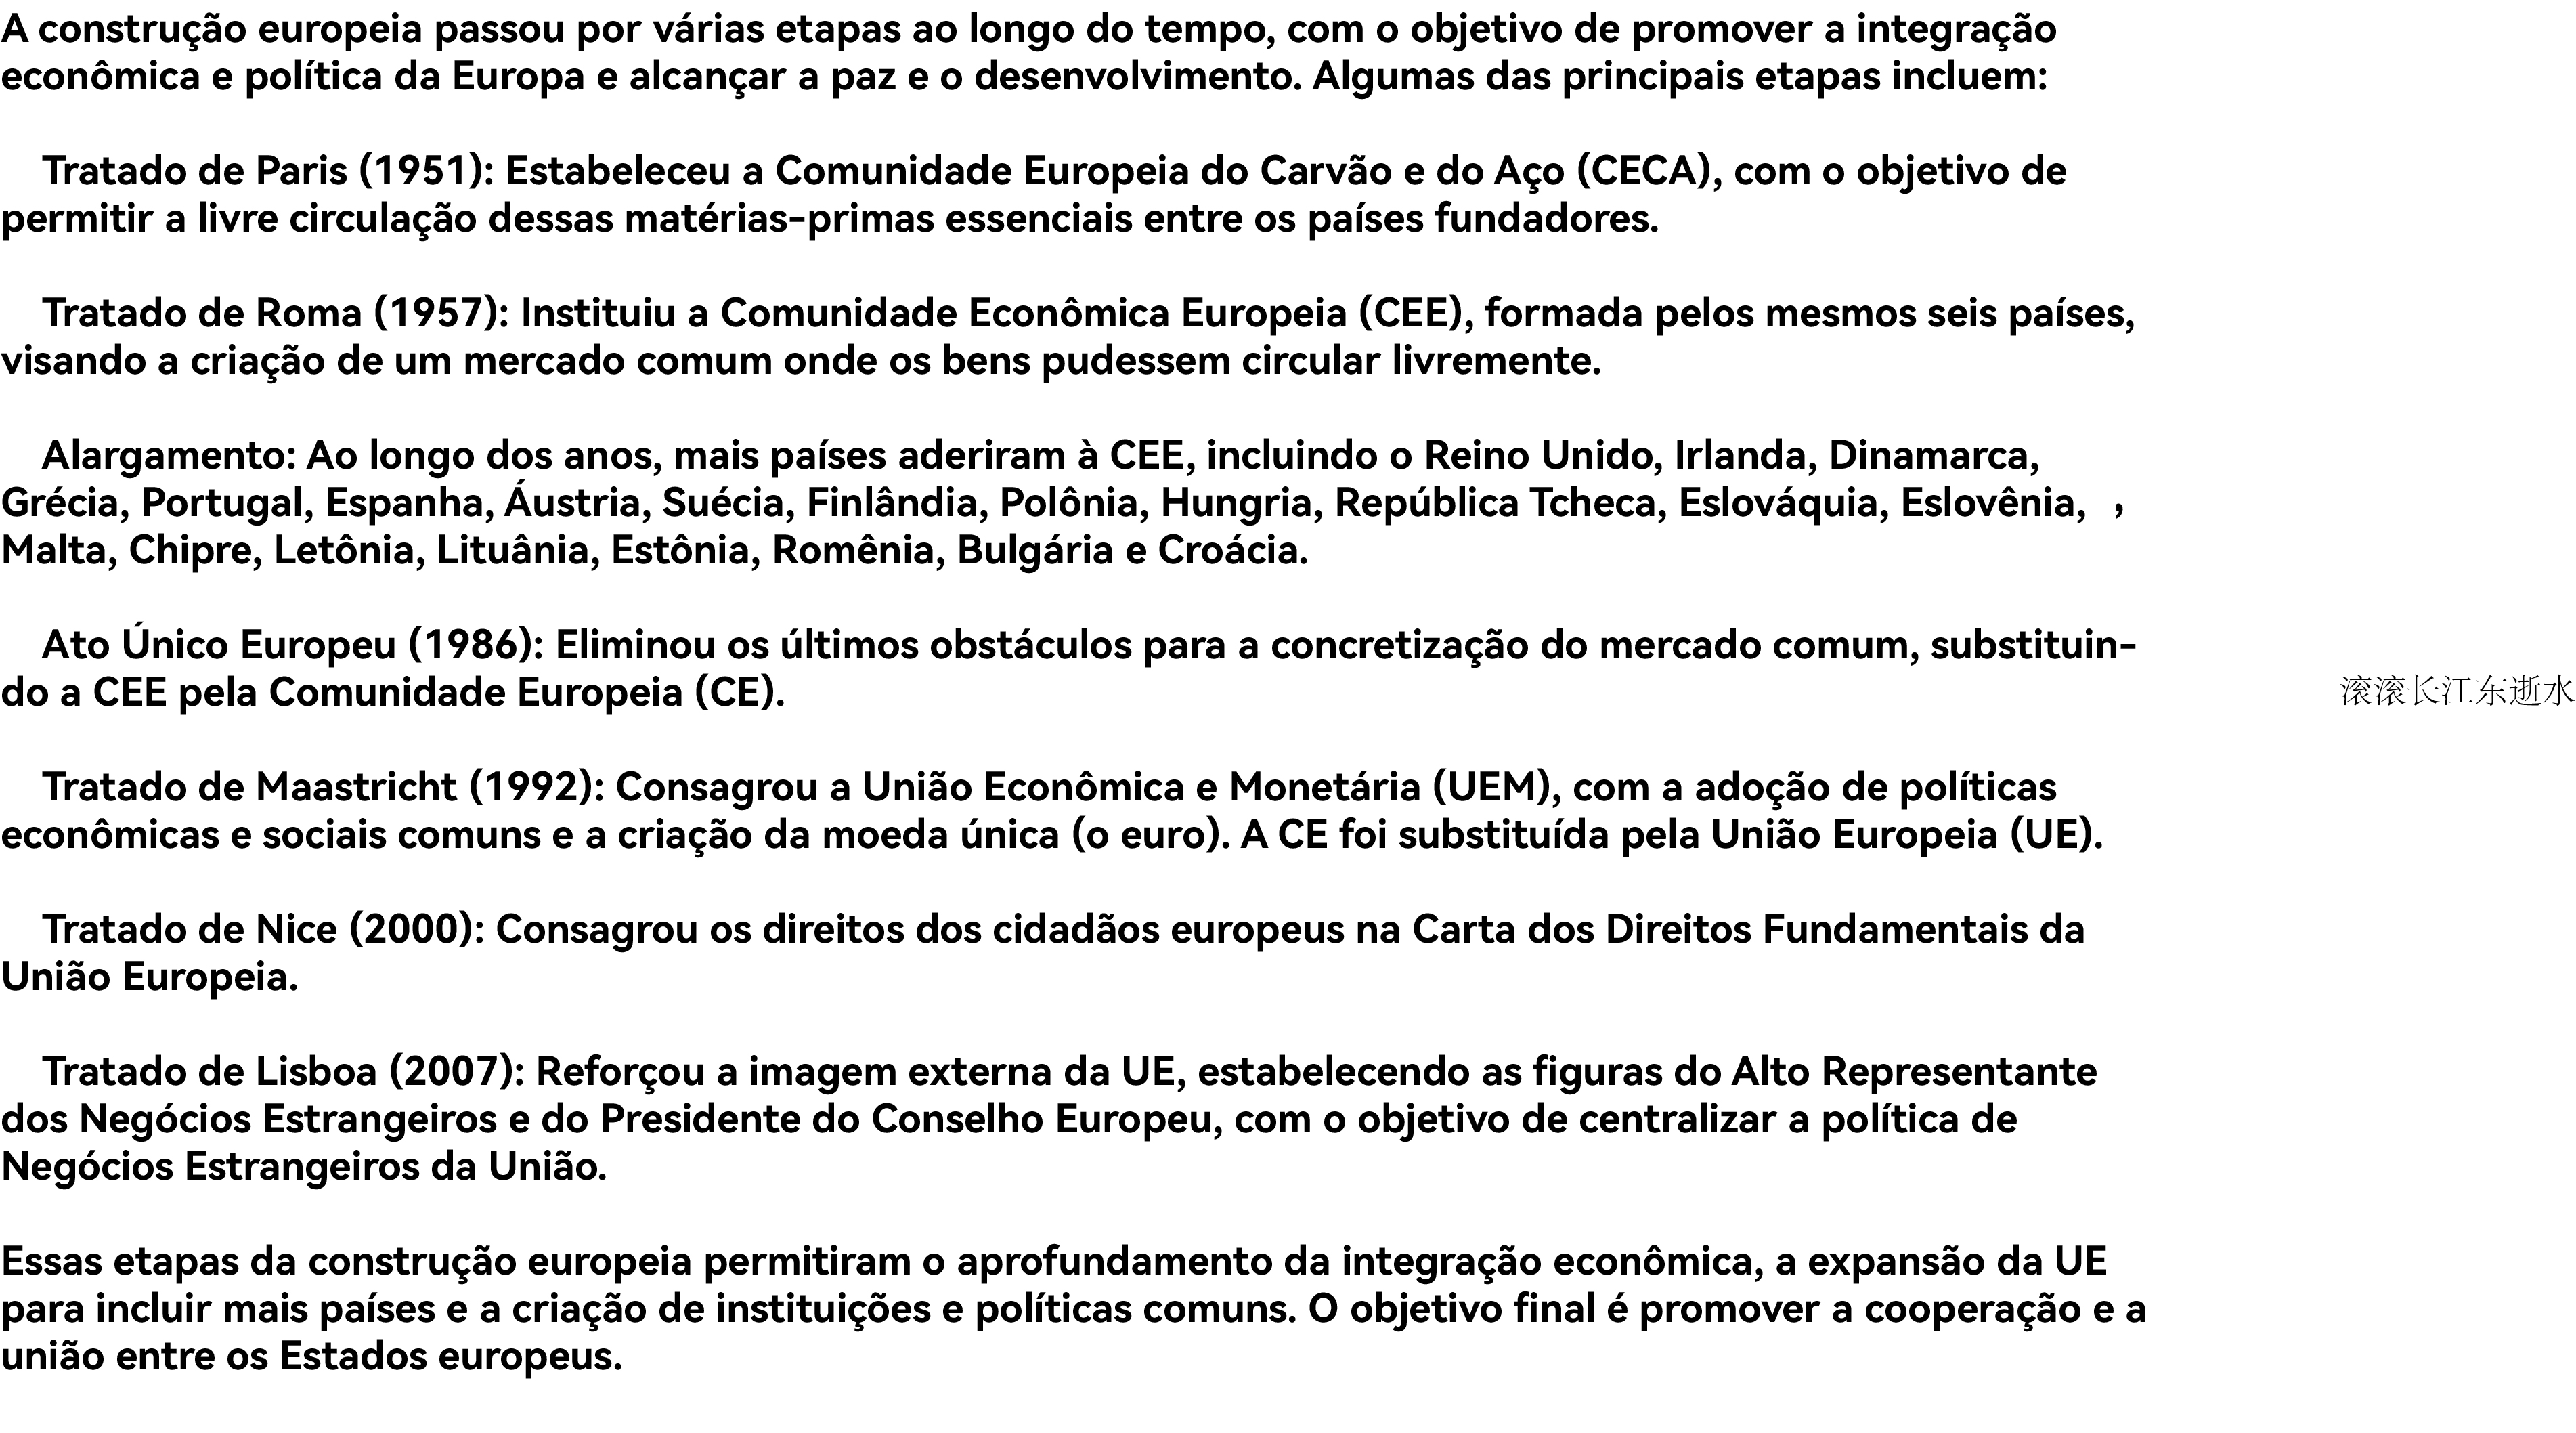 A construção europeia passou por várias etapas ao longo do tempo, com o objetivo de promover a integração
econômica e política da Europa e alcançar a paz e o desenvolvimento. Algumas das principais etapas incluem:
Tratado de Paris (1951): Estabeleceu a Comunidade Europeia do Carvão e do Aço (CECA), com o objetivo de
permitir a livre circulação dessas matérias-primas essenciais entre os países fundadores.
Tratado de Roma (1957): Instituiu a Comunidade Econômica Europeia (CEE), formada pelos mesmos seis países,
visando a criação de um mercado comum onde os bens pudessem circular livremente.
Alargamento: Ao longo dos anos, mais países aderiram à CEE, incluindo o Reino Unido, Irlanda, Dinamarca,
Grécia, Portugal, Espanha, Áustria, Suécia, Finlândia, Polônia, Hungria, República Tcheca, Eslováquia, Eslovênia, ,
Malta, Chipre, Letônia, Lituânia, Estônia, Romênia, Bulgária e Croácia.
Ato Único Europeu (1986): Eliminou os últimos obstáculos para a concretização do mercado comum, substituin-
do a CEE pela Comunidade Europeia (CE).
滚滚长江东逝水
Tratado de Maastricht (1992): Consagrou a União Econômica e Monetária (UEM), com a adoção de políticas
econômicas e sociais comuns e a criação da moeda única (o euro). A CE foi substituída pela União Europeia (UE).
Tratado de Nice (2000): Consagrou os direitos dos cidadãos europeus na Carta dos Direitos Fundamentais da
União Europeia.
Tratado de Lisboa (2007): Reforçou a imagem externa da UE, estabelecendo as figuras do Alto Representante
dos Negócios Estrangeiros e do Presidente do Conselho Europeu, com o objetivo de centralizar a política de
Negócios Estrangeiros da União.
Essas etapas da construção europeia permitiram o aprofundamento da integração econômica, a expansão da UE
para incluir mais países e a criação de instituições e políticas comuns. O objetivo final é promover a cooperação e a
união entre os Estados europeus.